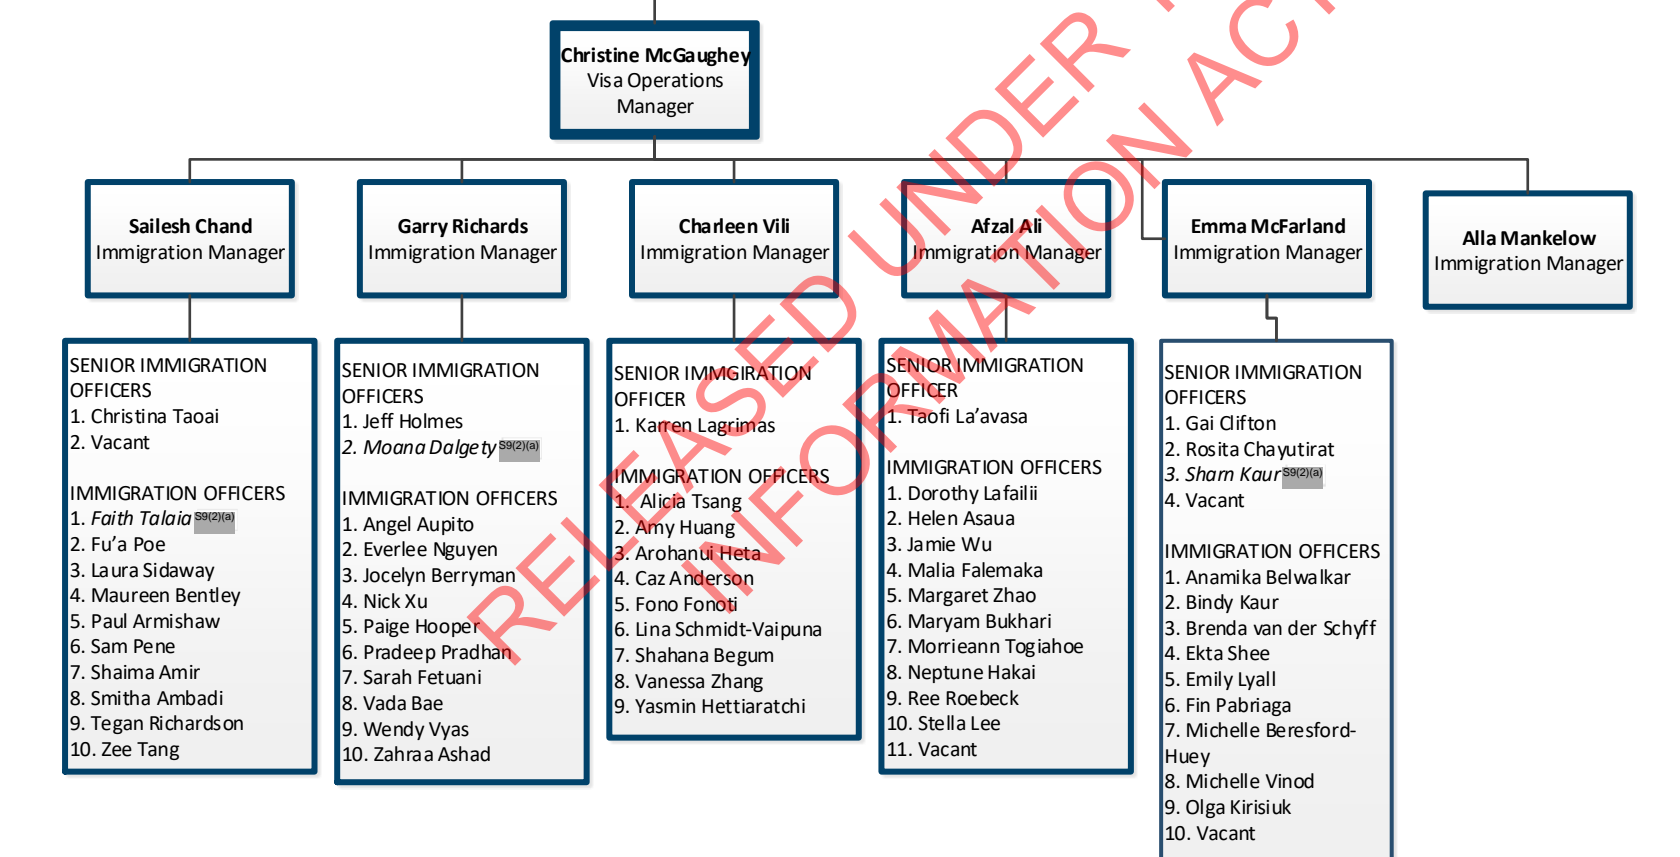 Christine McGaughey
Visa Operations
Manager
Sailesh Chand
Immigration Manager
Garry Richards
Immigration Manager
Charleen Vili
Immigration Manager
Afzal Ali
Immigration Manager
Emma McFarland
Immigration Manager
Alla Mankelow
Immigration Manager
SENIOR IMMIGRATION
OFFICERS
1. Christina Taoai
2. Vacant
IMMIGRATION OFFICERS
1. Faith Talaia S9(2)(a)
2. Fu'a Poe
3. Laura Sidaway
4. Maureen Bentley
5. Paul Armishaw
6. Sam Pene
7. Shaima Amir
8. Smitha Ambadi
9. Tegan Richardson
10. Zee Tang
SENIOR IMMIGRATION
OFFICERS
1. Jeff Holmes
2. Moana Dalgety S9(2)(a)
IMMIGRATION OFFICERS
1. Angel Aupito
2. Everlee Nguyen
3. Jocelyn Berryman
4. Nick Xu
5. Paige Hooper
6. Pradeep Pradhan
7. Sarah Fetuani
8. Vada Bae
9. Wendy Vyas
10. Zahraa Ashad
SENIOR IMMGIRATION
OFFICER
1. Karren Lagrimas
IMMIGRATION OFFICERS
1. Alicia Tsang
2. Amy Huang
3. Arohanui Heta
4. Caz Anderson
5. Fono Fonoti
6. Lina Schmidt-Vaipuna
7. Shahana Begum
8. Vanessa Zhang
9. Yasmin Hettiaratchi
SENIOR IMMIGRATION
OFFICER
1. Taofi La'avasa
IMMIGRATION OFFICERS
1. Dorothy Lafailii
2. Helen Asaua
3. Jamie Wu
4. Malia Falemaka
5. Margaret Zhao
6. Maryam Bukhari
7. Morrieann Togiahoe
8. Neptune Hakai
9. Ree Roebeck
10. Stella Lee
11. Vacant
SENIOR IMMIGRATION
OFFICERS
1. Gai Clifton
2. Rosita Chayutirat
3. Sharn Kaur S9(2)(a)
4. Vacant
IMMIGRATION OFFICERS
1. Anamika Belwalkar
2. Bindy Kaur
3. Brenda van der Schyff
4. Ekta Shee
5. Emily Lyall
6. Fin Pabriaga
7. Michelle Beresford-
Huey
8. Michelle Vinod
9. Olga Kirisiuk
10. Vacant
RELEASED UNDER
INFORMATION ACT